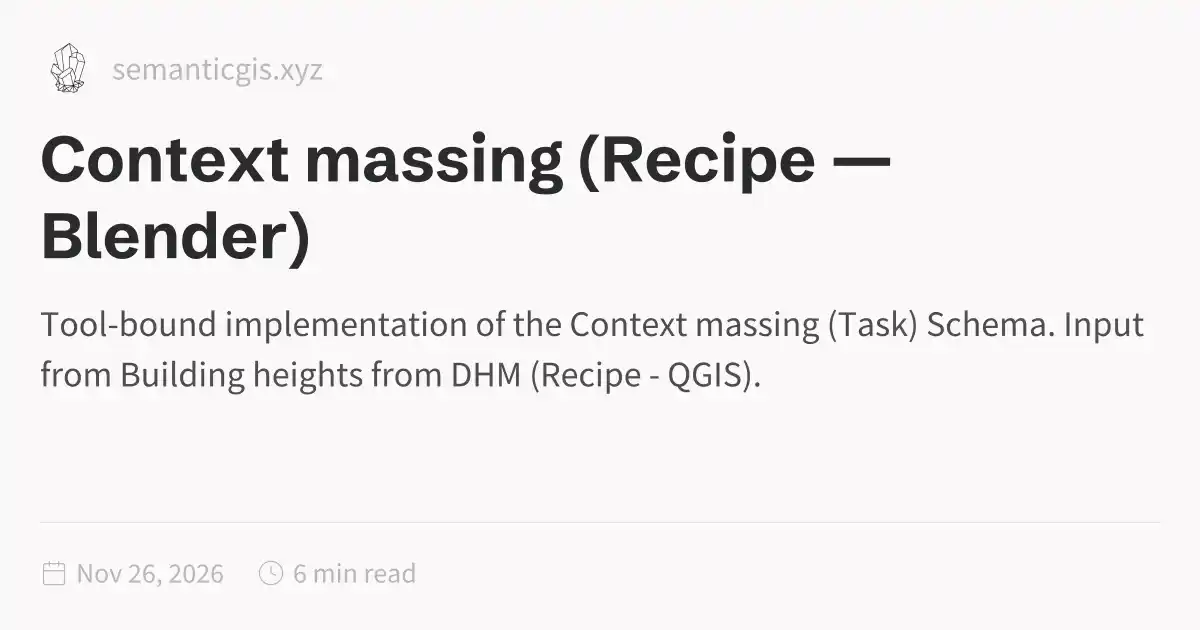 semanticgis.xyz
Context massing (Recipe —
Blender)
Tool-bound implementation of the Context massing (Task) Schema. Input
from Building heights from DHM (Recipe - QGIS).
Nov 26, 2026 6 min read